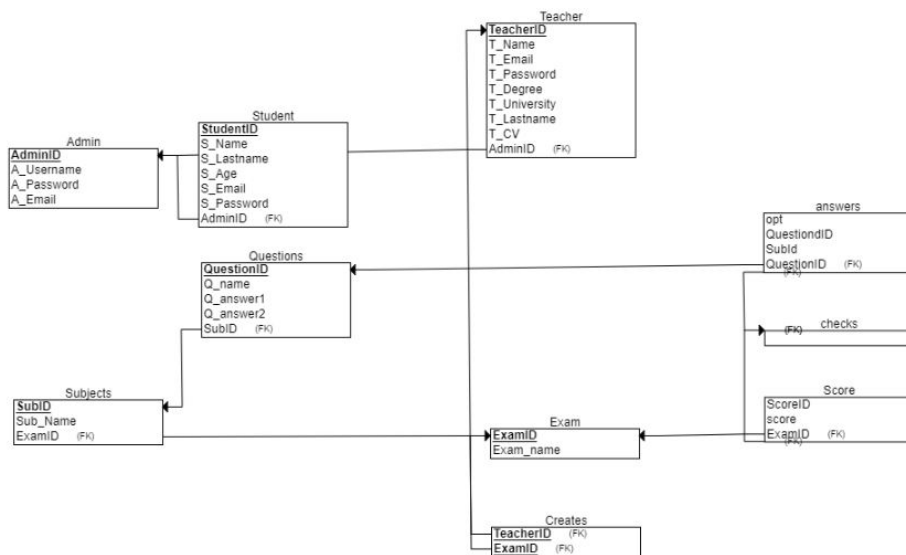 Teacher
TeacherID
T_Name
T_Email
T_Password
T_Degree
T_University
T_Lastname
T_CV
AdminID (FK)
Student
StudentID
S_Name
S_Lastname
S_Age
S_Email
S_Password
AdminID (FK)
Admin
AdminID
A_Username
A_Password
A_Email
answers
opt
QuestiondID
SubId
QuestionID (FK)
(FK)
Questions
QuestionID
Q_name
Q_answer1
Q_answer2
SubID (FK)
checks
(FK)
Subjects
SubID
Sub_Name
ExamID (FK)
Exam
ExamID
Exam_name
Score
ScoreID
score
ExamID (FK)
(FK)
Creates
TeacherID (FK)
ExamID (FK)